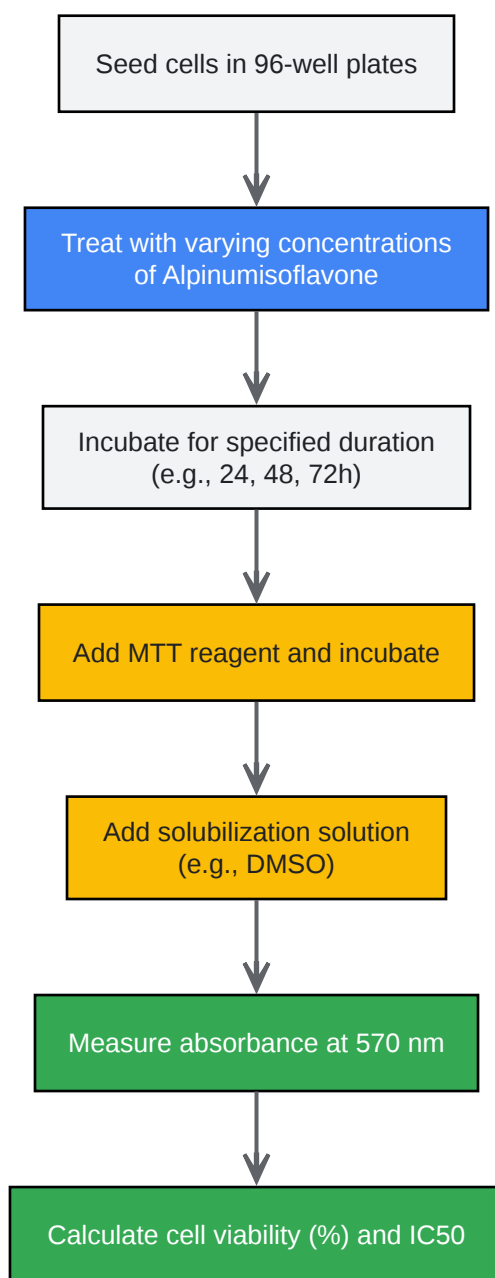 Seed cells in 96-well plates
Treat with varying concentrations
of Alpinumisoflavone
Incubate for specified duration
(e.g., 24, 48, 72h)
Add MTT reagent and incubate
Add solubilization solution
(e.g., DMSO)
Measure absorbance at 570 nm
Calculate cell viability (%) and IC50